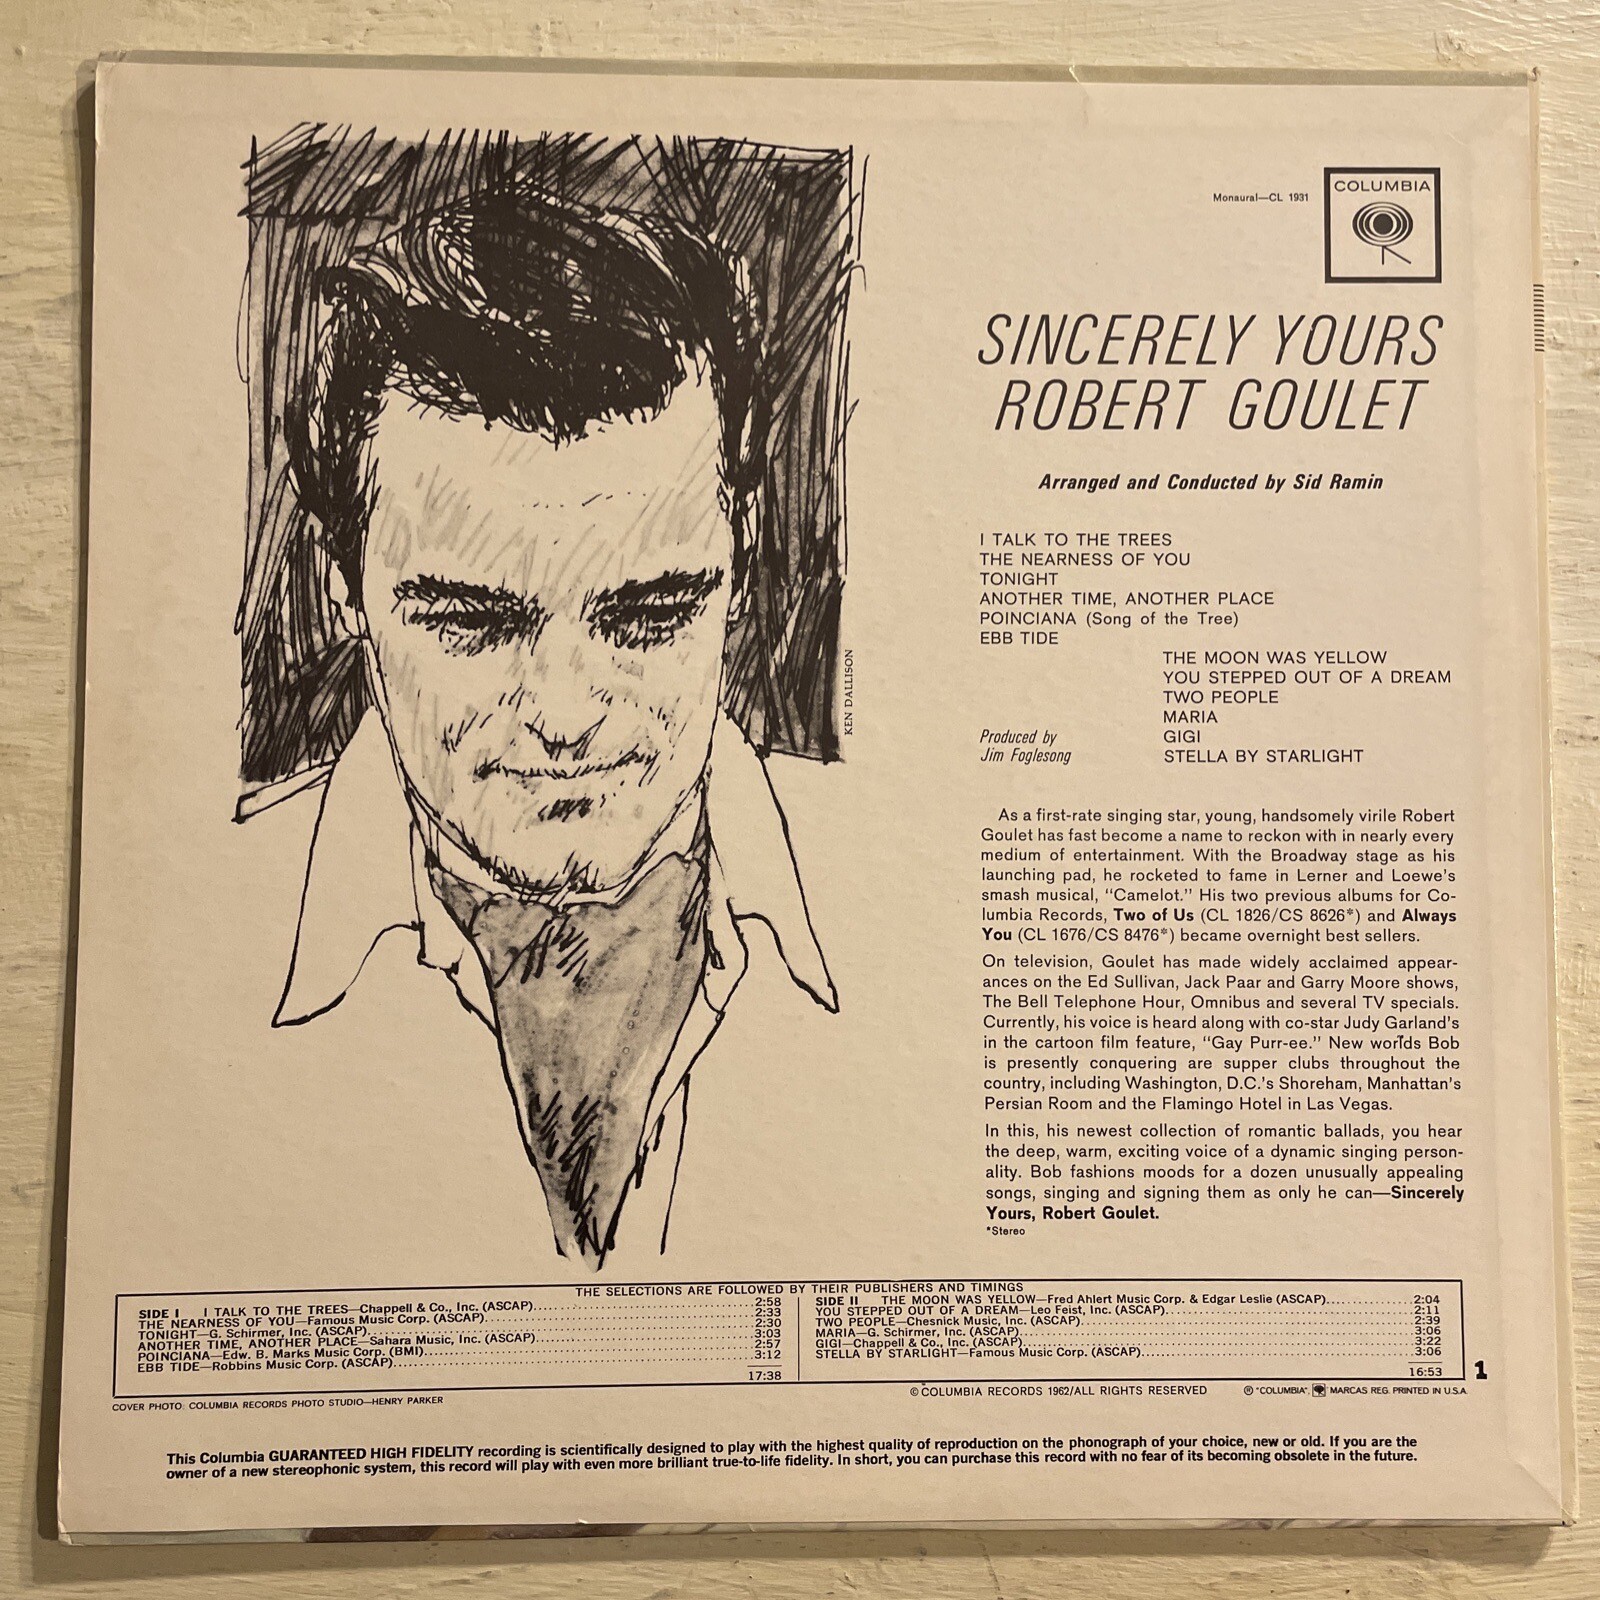 COLUMBIA
Monaural—CL 1931
SINCERELY YOURS
ROBERT GOULET
Arranged and Conducted by Sid Ramin
I TALK TO THE TREES
THE NEARNESS OF YOU
TONIGHT
ANOTHER TIME, ANOTHER PLACE
POINCIANA (Song of the Tree)
EBB TIDE
THE MOON WAS YELLOW
YOU STEPPED OUT OF A DREAM
TWO PEOPLE
MARIA
GIGI
STELLA BY STARLIGHT
Produced by
Jim Foglesong
KEN DALLISON
As a first-rate singing star, young, handsomely virile Robert
Goulet has fast become a name to reckon with in nearly every
medium of entertainment. With the Broadway stage as his
launching pad, he rocketed to fame in Lerner and Loewe's
smash musical, "Camelot." His two previous albums for Co-
lumbia Records, Two of Us (CL 1826/CS 8626*) and Always
You (CL 1676/CS 8476*) became overnight best sellers.
On television, Goulet has made widely acclaimed appear-
ances on the Ed Sullivan, Jack Paar and Garry Moore shows,
The Bell Telephone Hour, Omnibus and several TV specials.
Currently, his voice is heard along with co-star Judy Garland's
in the cartoon film feature, "Gay Purr-ee." New worlds Bob
is presently conquering are supper clubs throughout the
country, including Washington, D.C.'s Shoreham, Manhattan's
Persian Room and the Flamingo Hotel in Las Vegas.
In this, his newest collection of romantic ballads, you hear
the deep, warm, exciting voice of a dynamic singing person-
ality. Bob fashions moods for a dozen unusually appealing
songs, singing and signing them as only he can—Sincerely
Yours, Robert Goulet.
*Stereo
THE SELECTIONS ARE FOLLOWED BY THEIR PUBLISHERS AND TIMINGS
SIDE I I TALK TO THE TREES—Chappell & Co., Inc. (ASCAP) 2:58
THE NEARNESS OF YOU—Famous Music Corp. (ASCAP) 2:33
TONIGHT—G. Schirmer, Inc. (ASCAP) 2:30
ANOTHER TIME, ANOTHER PLACE—Sahara Music, Inc. (ASCAP) 3:03
POINCIANA—Edw. B. Marks Music Corp. (BMI) 2:57
EBB TIDE—Robbins Music Corp. (ASCAP) 3:12
17:38
SIDE II THE MOON WAS YELLOW—Fred Ahlert Music Corp. & Edgar Leslie (ASCAP) 2:04
YOU STEPPED OUT OF A DREAM—Leo Feist, Inc. (ASCAP) 2:11
TWO PEOPLE—Chesnick Music, Inc. (ASCAP) 2:39
MARIA—G. Schirmer, Inc. (ASCAP) 3:06
GIGI—Chappell & Co., Inc. (ASCAP) 3:22
STELLA BY STARLIGHT—Famous Music Corp. (ASCAP) 3:06
16:53
1
COVER PHOTO: COLUMBIA RECORDS PHOTO STUDIO—HENRY PARKER
© COLUMBIA RECORDS 1962/ALL RIGHTS RESERVED
® "COLUMBIA", MARCAS REG. PRINTED IN U.S.A.
This Columbia GUARANTEED HIGH FIDELITY recording is scientifically designed to play with the highest quality of reproduction on the phonograph of your choice, new or old. If you are the
owner of a new stereophonic system, this record will play with even more brilliant true-to-life fidelity. In short, you can purchase this record with no fear of its becoming obsolete in the future.